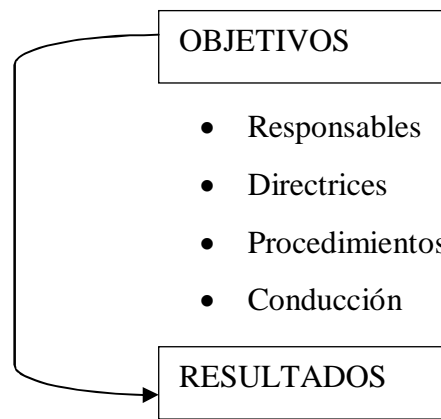 OBJETIVOS
• Responsables
• Directrices
• Procedimientos
• Conducción
RESULTADOS